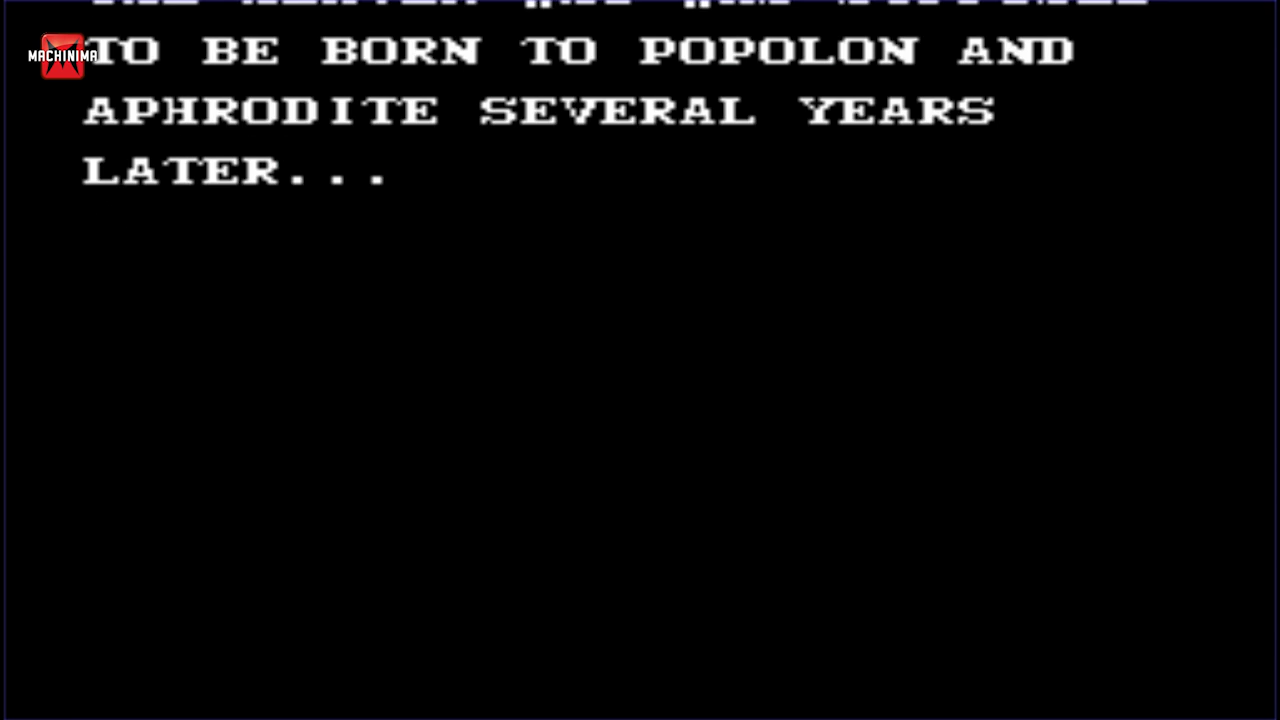 MACHINIMA
TO BE BORN TO POPOLON AND
APHRODITE SEVERAL YEARS
LATER...